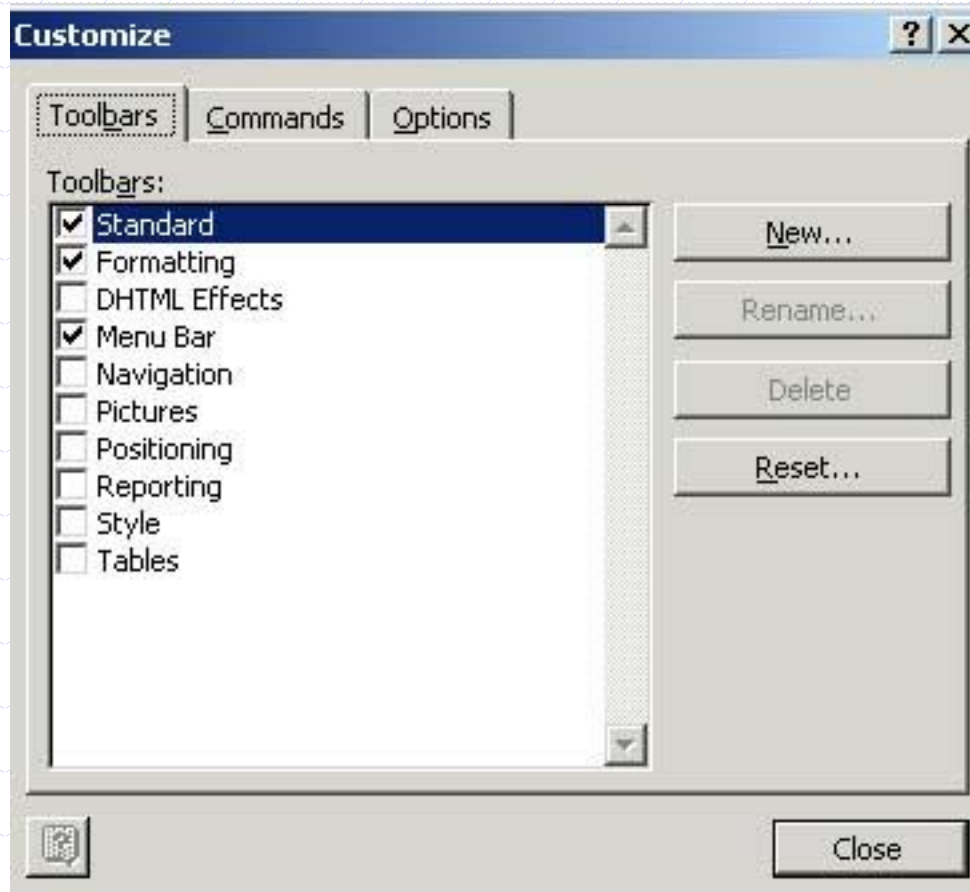 Customize
Toolbars Commands Options
Toolbars:
Standard
Formatting
DHTML Effects
Menu Bar
Navigation
Pictures
Positioning
Reporting
Style
Tables
New...
Rename...
Delete
Reset...
Close